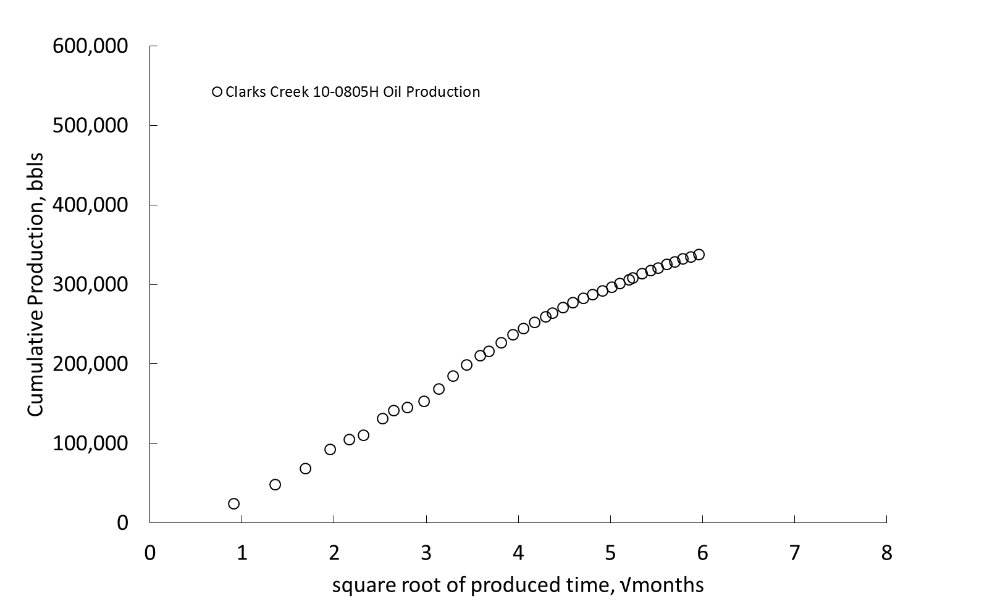 600,000
Clarks Creek 10-0805H Oil Production
500,000
400,000
300,000
200,000
100,000
0
Cumulative Production, bbls
0 1 2 3 4 5 6 7 8
square root of produced time, √months